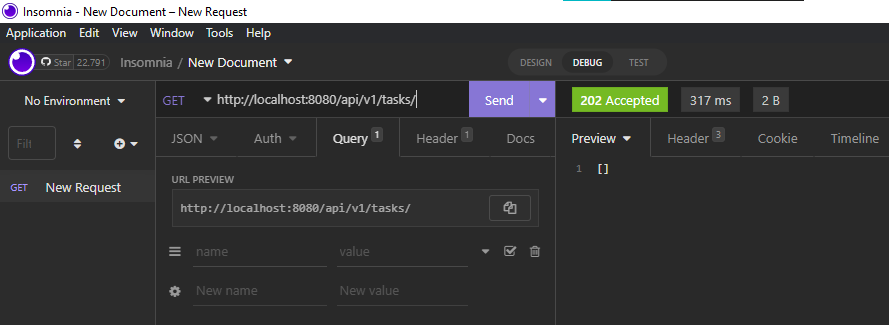 Insomnia - New Document – New Request
Application Edit View Window Tools Help
Star 22.791 Insomnia / New Document DESIGN DEBUG TEST
No Environment GET http://localhost:8080/api/v1/tasks/ Send 202 Accepted 317 ms 2 B
Filt JSON Auth Query 1 Header 1 Docs Preview Header 3 Cookie Timeline
GET New Request
URL PREVIEW
http://localhost:8080/api/v1/tasks/
name value
New name New value
1 []